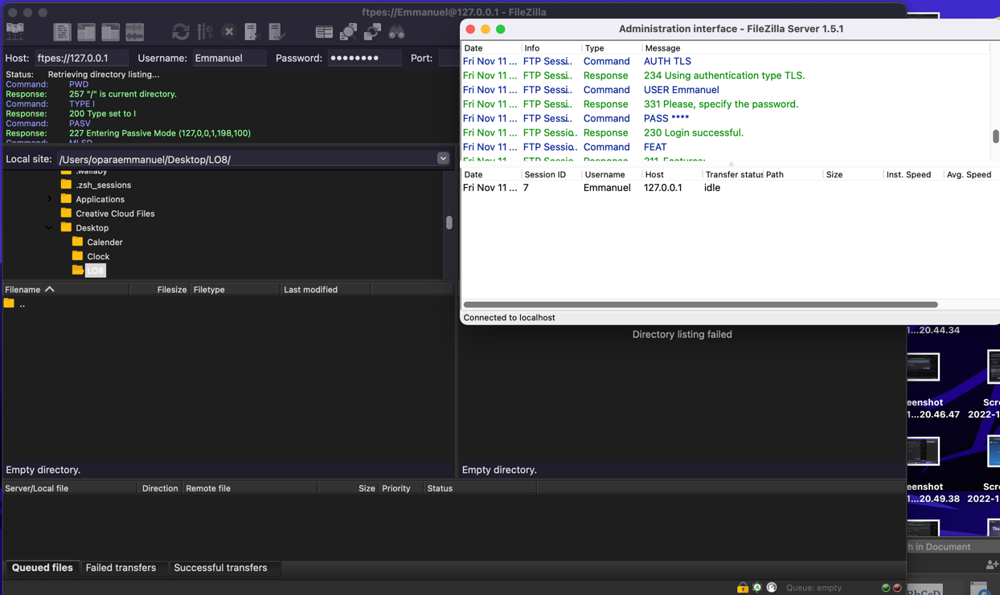 ftpes://Emmanuel@127.0.0.1 - FileZilla
Host: ftpes://127.0.0.1 Username: Emmanuel Password: ●●●●●●●● Port:
Status: Retrieving directory listing...
Command: PWD
Response: 257 "/" is current directory.
Command: TYPE I
Response: 200 Type set to I
Command: PASV
Response: 227 Entering Passive Mode (127,0,0,1,198,100)
Command: MLSD
Local site: /Users/oparaemmanuel/Desktop/LO8/
.wallaby
.zsh_sessions
Applications
Creative Cloud Files
Desktop
Calender
Clock
LO8
Filename Filesize Filetype Last modified
..
Empty directory.
Administration interface - FileZilla Server 1.5.1
Date Info Type Message
Fri Nov 11 ... FTP Sessi.. Command AUTH TLS
Fri Nov 11 ... FTP Sessi.. Response 234 Using authentication type TLS.
Fri Nov 11 ... FTP Sessi.. Command USER Emmanuel
Fri Nov 11 ... FTP Sessi.. Response 331 Please, specify the password.
Fri Nov 11 ... FTP Sessi.. Command PASS ****
Fri Nov 11 ... FTP Sessio.. Response 230 Login successful.
Fri Nov 11 ... FTP Sessio.. Command FEAT
Fri Nov 11 ... FTP Sessio.. Response 211-Features:
Date Session ID Username Host Transfer status Path Size Inst. Speed Avg. Speed
Fri Nov 11 ... 7 Emmanuel 127.0.0.1 idle
Connected to localhost
Directory listing failed
Empty directory.
Server/Local file Direction Remote file Size Priority Status
Queued files Failed transfers Successful transfers
Queue: empty
1...20.44.34
eenshot Scr
1...20.46.47 2022-1
eenshot Scr
1...20.49.38 2022-1
h in Document